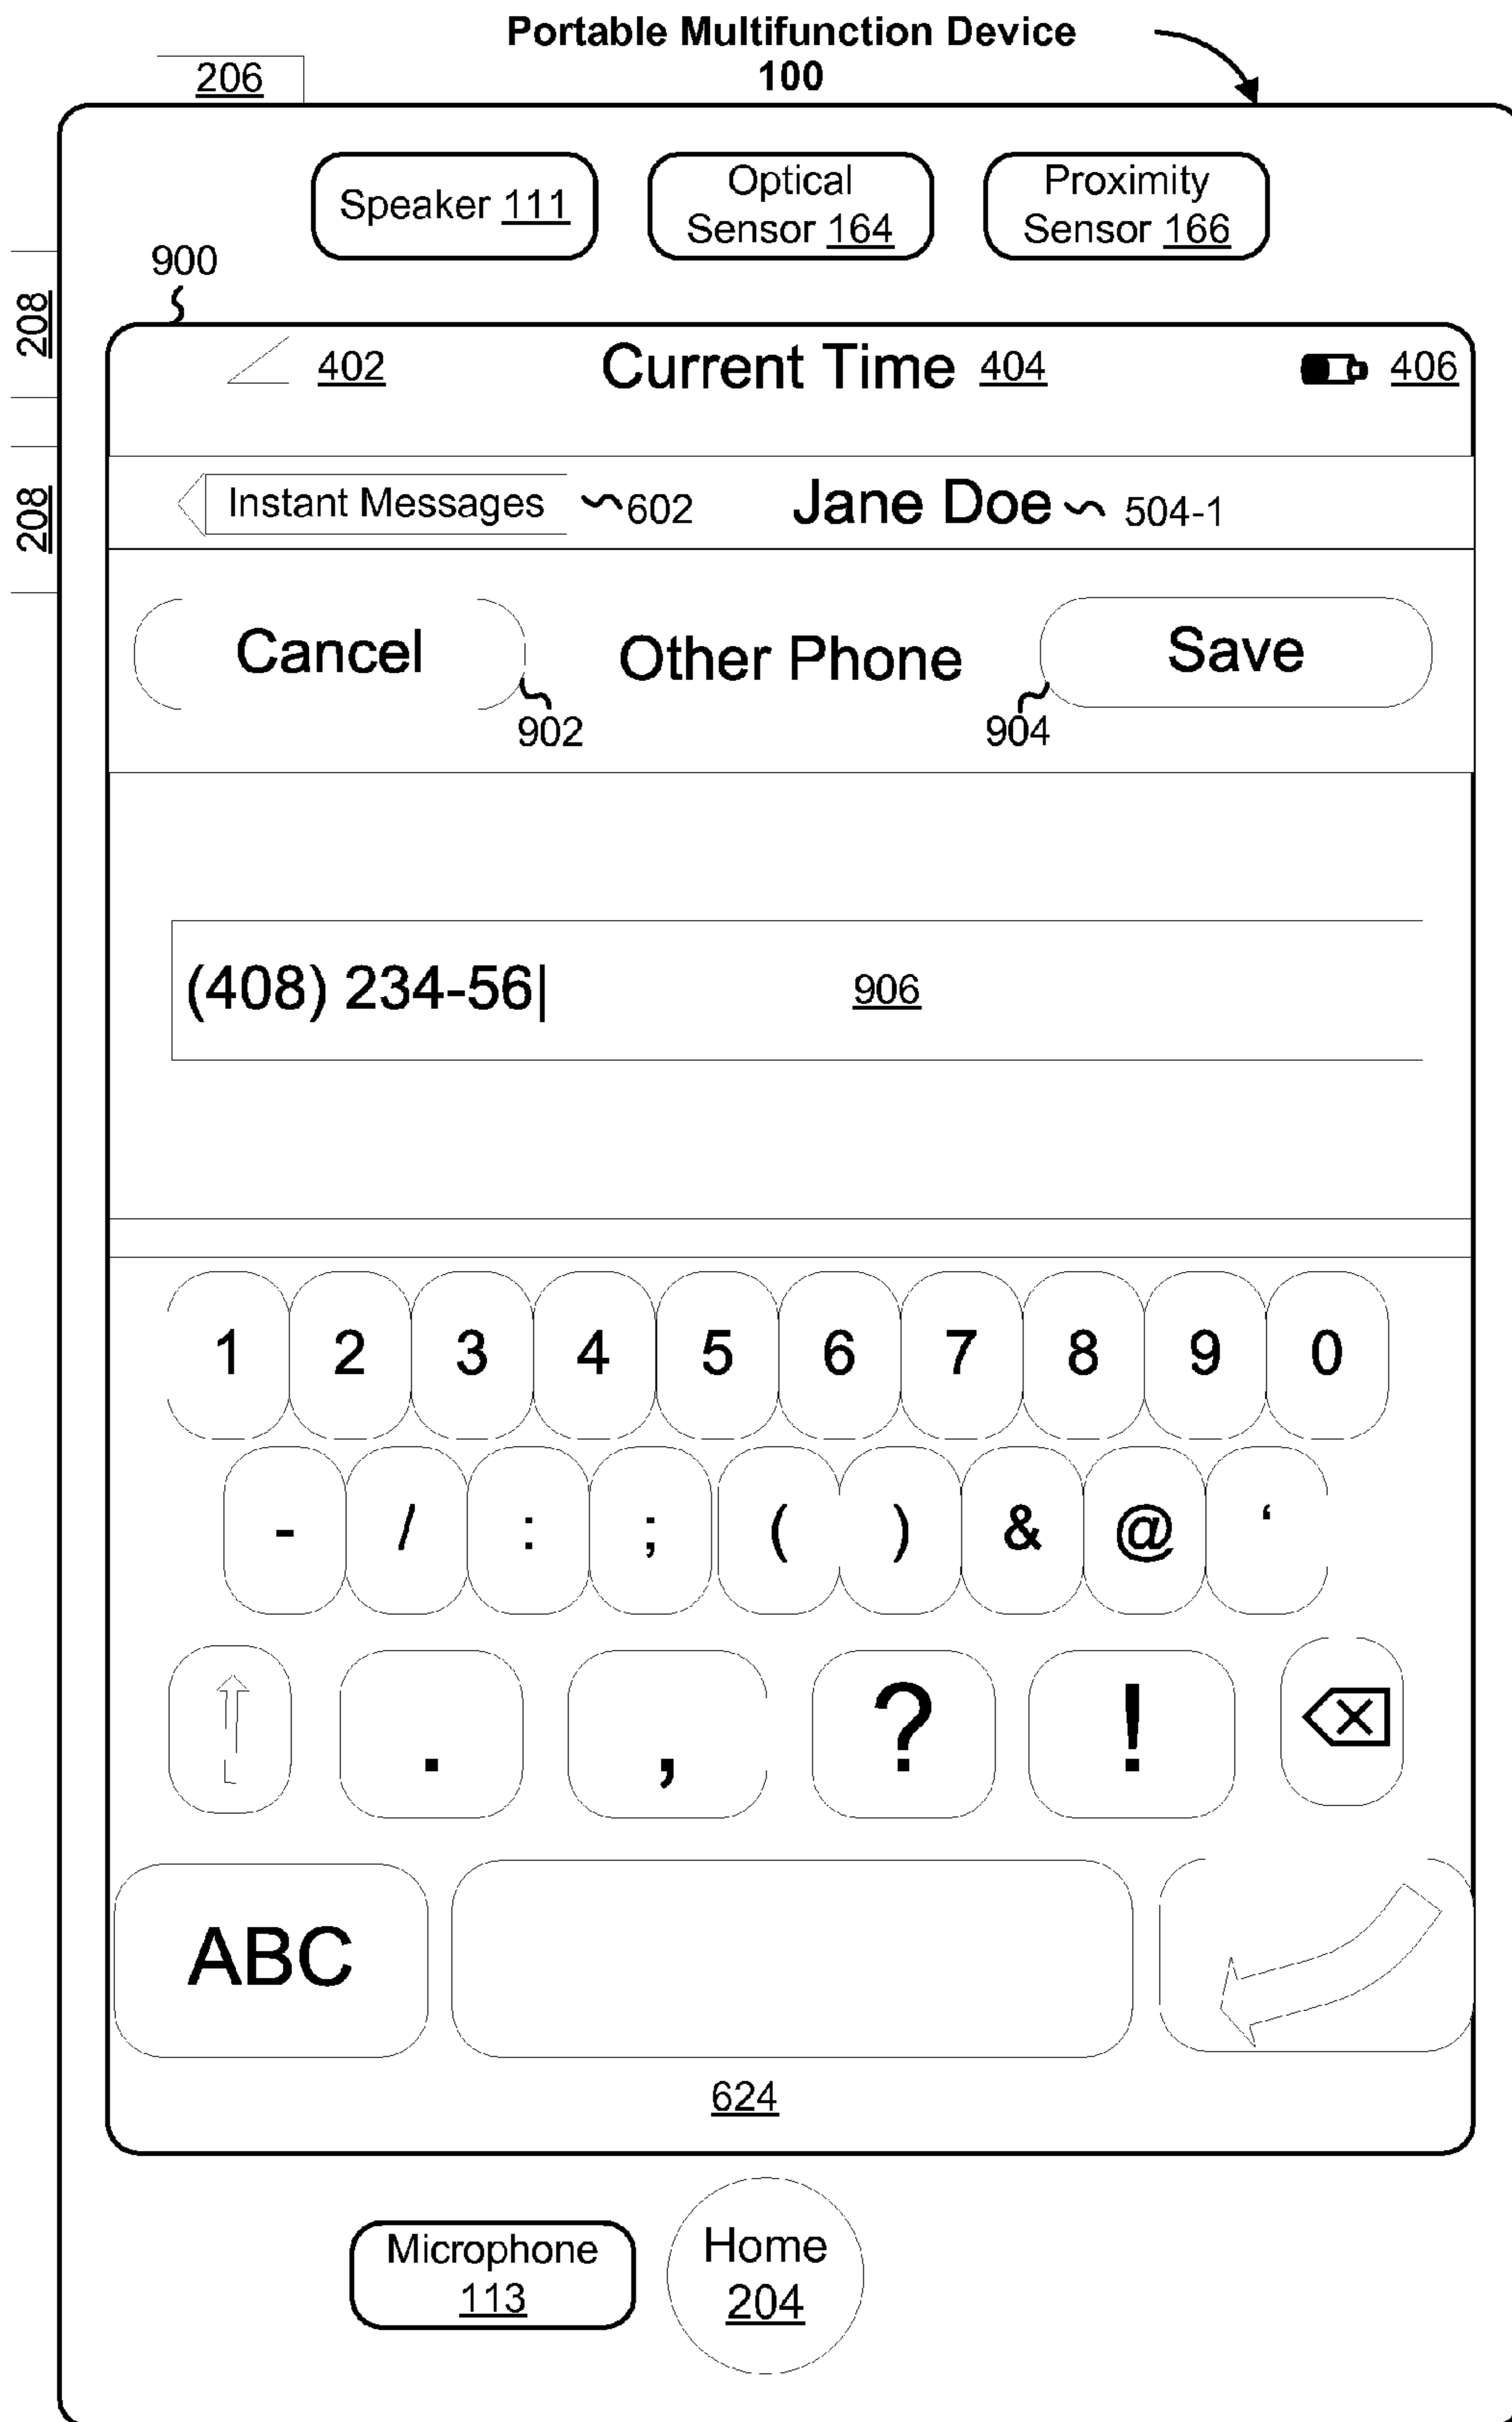 Portable Multifunction Device
100
206
Speaker 111
Optical
Sensor 164
Proximity
Sensor 166
900
208
402
Current Time 404
406
208
Instant Messages
602
Jane Doe
504-1
Cancel
Other Phone
Save
902
904
(408) 234-56|
906
1 2 3 4 5 6 7 8 9 0
- / : ; ( ) & @ ‘
. , ? !
ABC
624
Microphone
113
Home
204